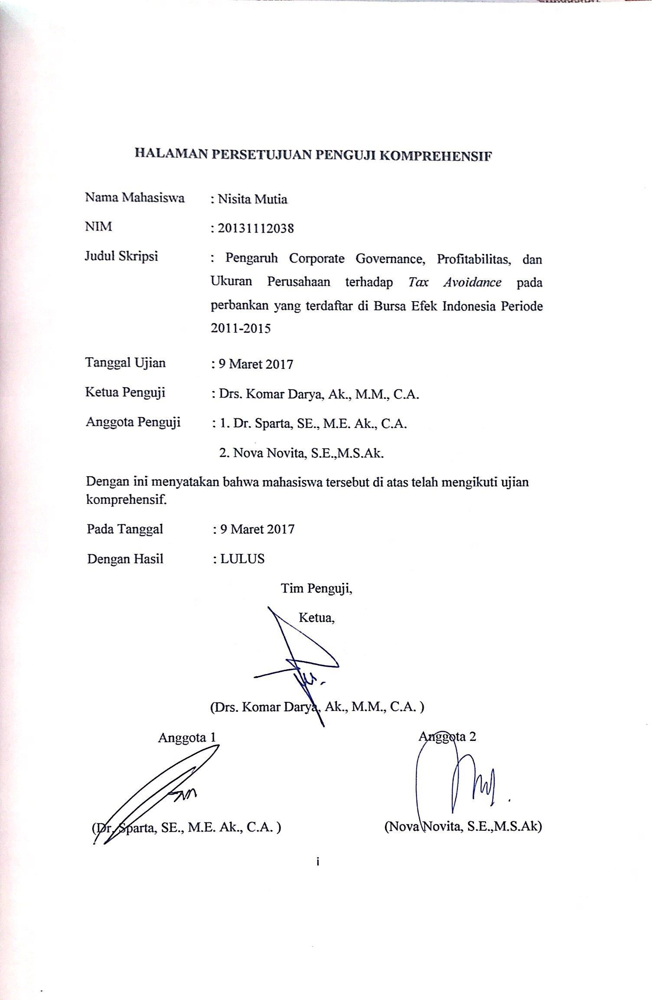 HALAMAN PERSETUJUAN PENGUJI KOMPREHENSIF
Nama Mahasiswa : Nisita Mutia
NIM : 20131112038
Judul Skripsi : Pengaruh Corporate Governance, Profitabilitas, dan
Ukuran Perusahaan terhadap Tax Avoidance pada
perbankan yang terdaftar di Bursa Efek Indonesia Periode
2011-2015
Tanggal Ujian : 9 Maret 2017
Ketua Penguji : Drs. Komar Darya, Ak., M.M., C.A.
Anggota Penguji : 1. Dr. Sparta, SE., M.E. Ak., C.A.
2. Nova Novita, S.E.,M.S.Ak.
Dengan ini menyatakan bahwa mahasiswa tersebut di atas telah mengikuti ujian
komprehensif.
Pada Tanggal : 9 Maret 2017
Dengan Hasil : LULUS
Tim Penguji,
Ketua,
(Drs. Komar Darya, Ak., M.M., C.A. )
Anggota 1 Anggota 2
(Dr. Sparta, SE., M.E. Ak., C.A. ) (Nova Novita, S.E.,M.S.Ak)
i